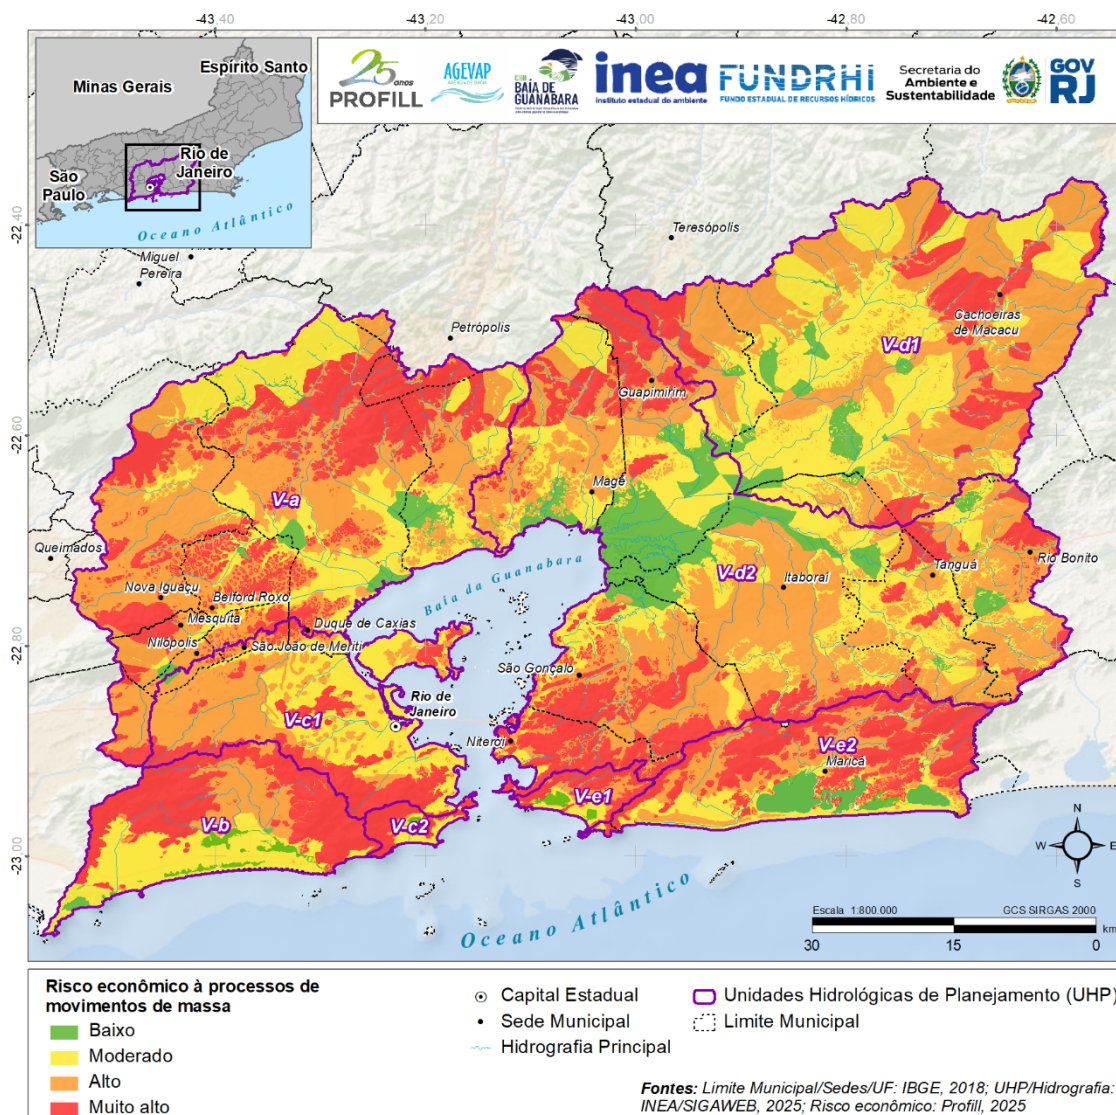 -43,40 -43,20 -43,00 -42,80 -42,60
Minas Gerais
Espírito Santo
Rio de
Janeiro
São
Paulo
Oceano Atlântico
25 anos
PROFILL
AGEVAP
CBH
BAÍA DE
GUANABARA
inea
instituto estadual do ambiente
FUNDRHI
FUNDO ESTADUAL DE RECURSOS HÍDRICOS
Secretaria do
Ambiente e
Sustentabilidade
GOV
RJ
-22,40
-22,60
-22,80
-23,00
Miguel
Pereira
Teresópolis
Petrópolis
Cachoeiras
de Macacu
V-d1
Guapimirim
V-a
Magé
Queimados
Rio Bonito
Tanguá
V-d2
Itaboraí
Baía da Guanabara
Nova Iguaçu
Belford Roxo
Mesquita
Duque de Caxias
Nilópolis
São João de Meriti
São Gonçalo
Rio de
Janeiro
V-c1
Niterói
V-e2
Maricá
V-e1
V-b
V-c2
Oceano Atlântico
N
W E
S
Escala 1:800.000 GCS SIRGAS 2000
30 15 0 km
Risco econômico à processos de
movimentos de massa
Baixo
Moderado
Alto
Muito alto
Capital Estadual
Sede Municipal
Hidrografia Principal
Unidades Hidrológicas de Planejamento (UHP)
Limite Municipal
Fontes: Limite Municipal/Sedes/UF: IBGE, 2018; UHP/Hidrografia:
INEA/SIGAWEB, 2025; Risco econômico: Profill, 2025